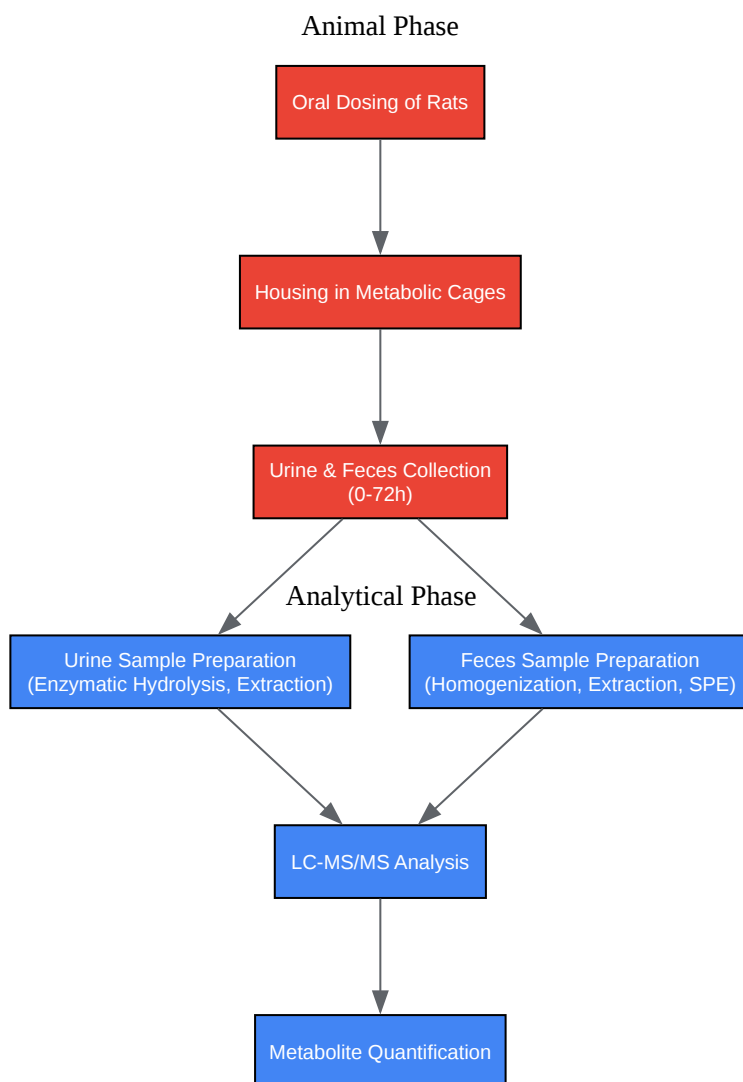 Animal Phase
Oral Dosing of Rats
Housing in Metabolic Cages
Urine & Feces Collection
(0-72h)
Analytical Phase
Urine Sample Preparation
(Enzymatic Hydrolysis, Extraction)
Feces Sample Preparation
(Homogenization, Extraction, SPE)
LC-MS/MS Analysis
Metabolite Quantification